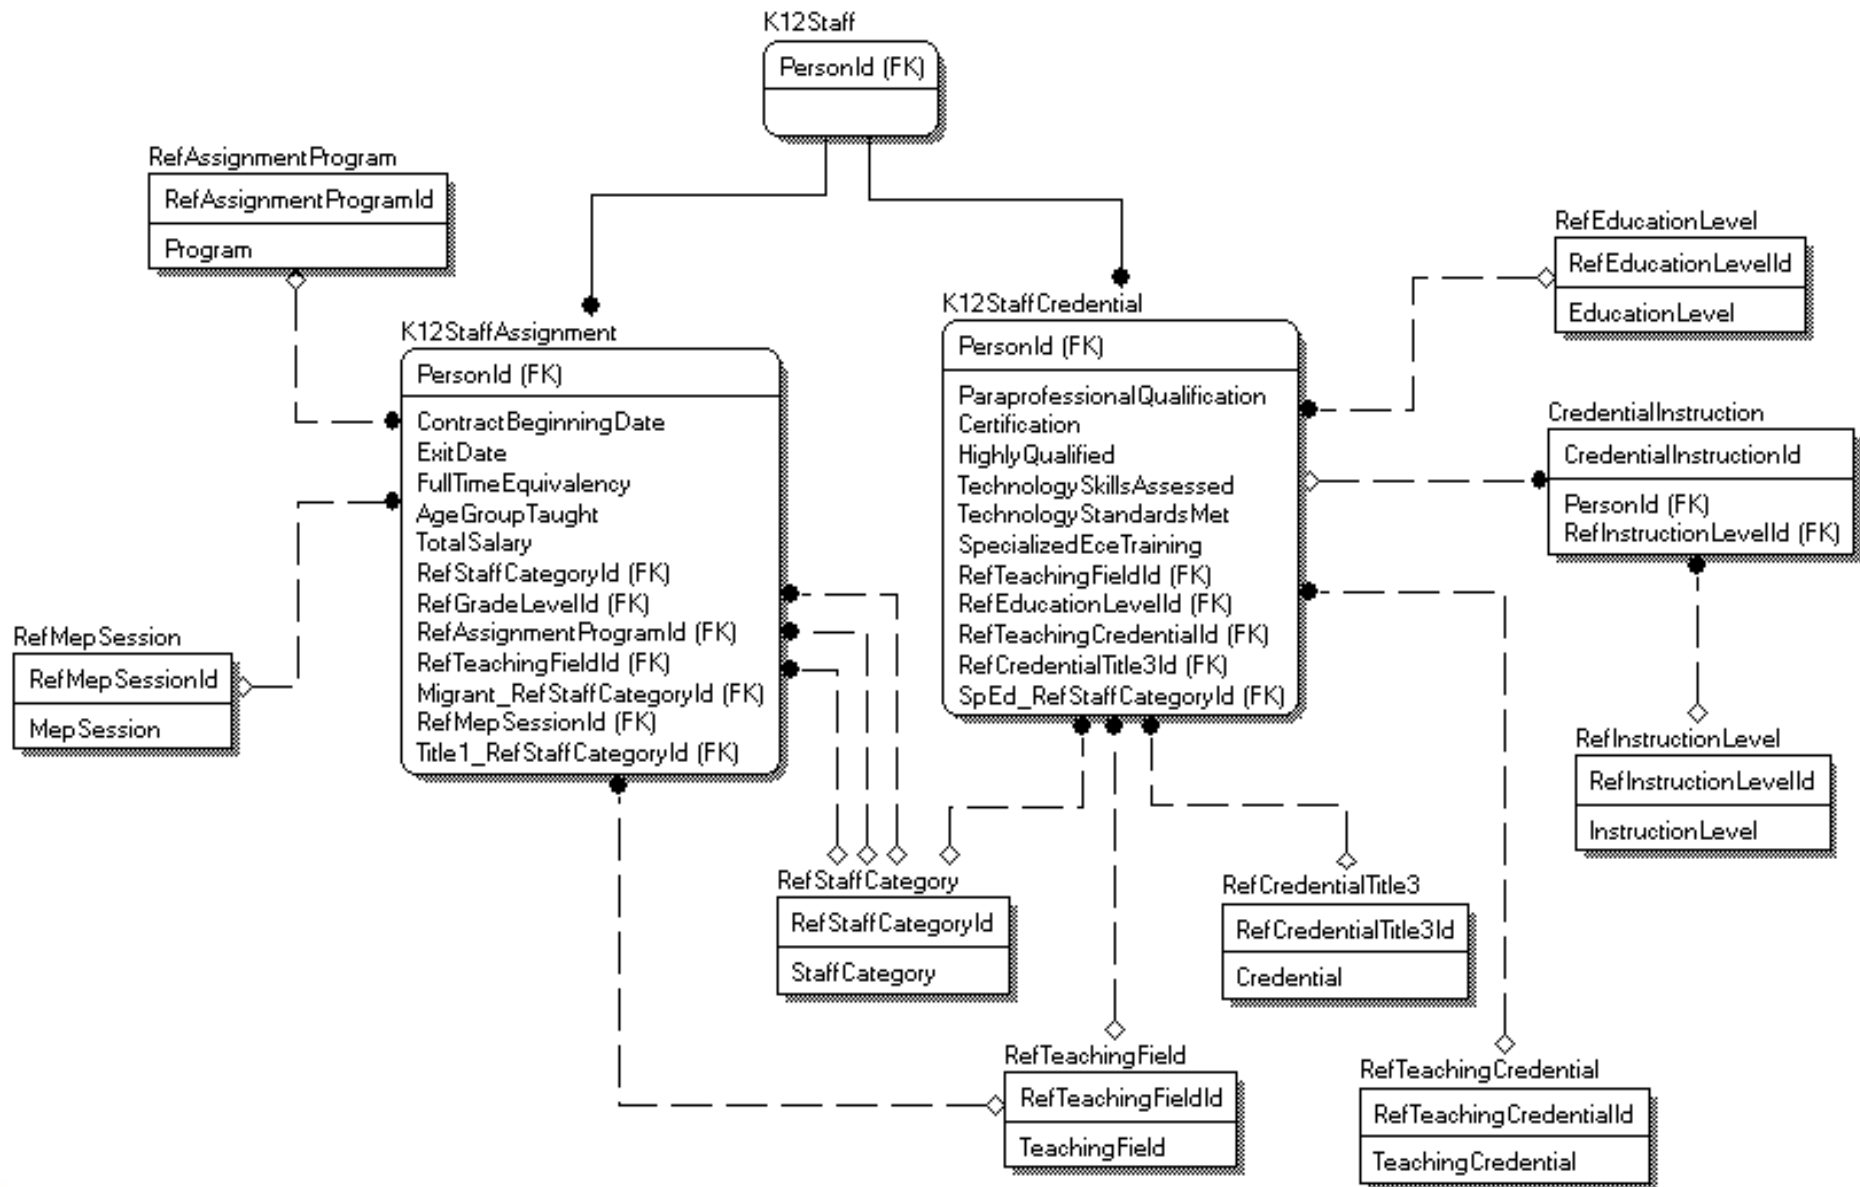 K12Staff
PersonId (FK)
RefAssignmentProgram
RefAssignmentProgramId
Program
RefMepSession
RefMepSessionId
MepSession
K12StaffAssignment
PersonId (FK)
ContractBeginningDate
ExitDate
FullTimeEquivalency
AgeGroupTaught
TotalSalary
RefStaffCategoryId (FK)
RefGradeLevelId (FK)
RefAssignmentProgramId (FK)
RefTeachingFieldId (FK)
Migrant_RefStaffCategoryId (FK)
RefMepSessionId (FK)
Title1_RefStaffCategoryId (FK)
K12StaffCredential
PersonId (FK)
ParaprofessionalQualification
Certification
HighlyQualified
TechnologySkillsAssessed
TechnologyStandardsMet
SpecializedEceTraining
RefTeachingFieldId (FK)
RefEducationLevelId (FK)
RefTeachingCredentialId (FK)
RefCredentialTitle3Id (FK)
SpEd_RefStaffCategoryId (FK)
RefEducationLevel
RefEducationLevelId
EducationLevel
CredentialInstruction
CredentialInstructionId
PersonId (FK)
RefInstructionLevelId (FK)
RefInstructionLevel
RefInstructionLevelId
InstructionLevel
RefStaffCategory
RefStaffCategoryId
StaffCategory
RefCredentialTitle3
RefCredentialTitle3Id
Credential
RefTeachingField
RefTeachingFieldId
TeachingField
RefTeachingCredential
RefTeachingCredentialId
TeachingCredential